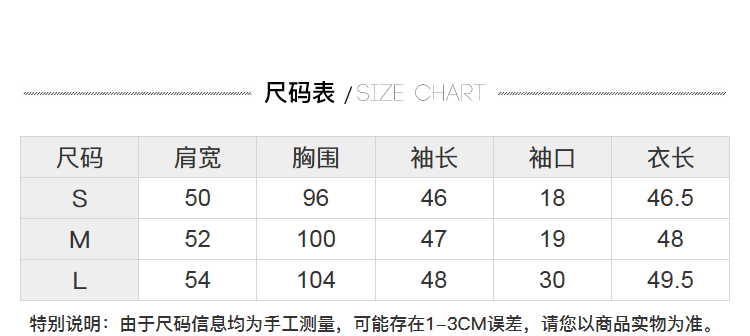 尺码表 /SIZE CHART
尺码 肩宽 胸围 袖长 袖口 衣长
S 50 96 46 18 46.5
M 52 100 47 19 48
L 54 104 48 30 49.5
特别说明：由于尺码信息均为手工测量，可能存在1-3CM误差，请您以商品实物为准。